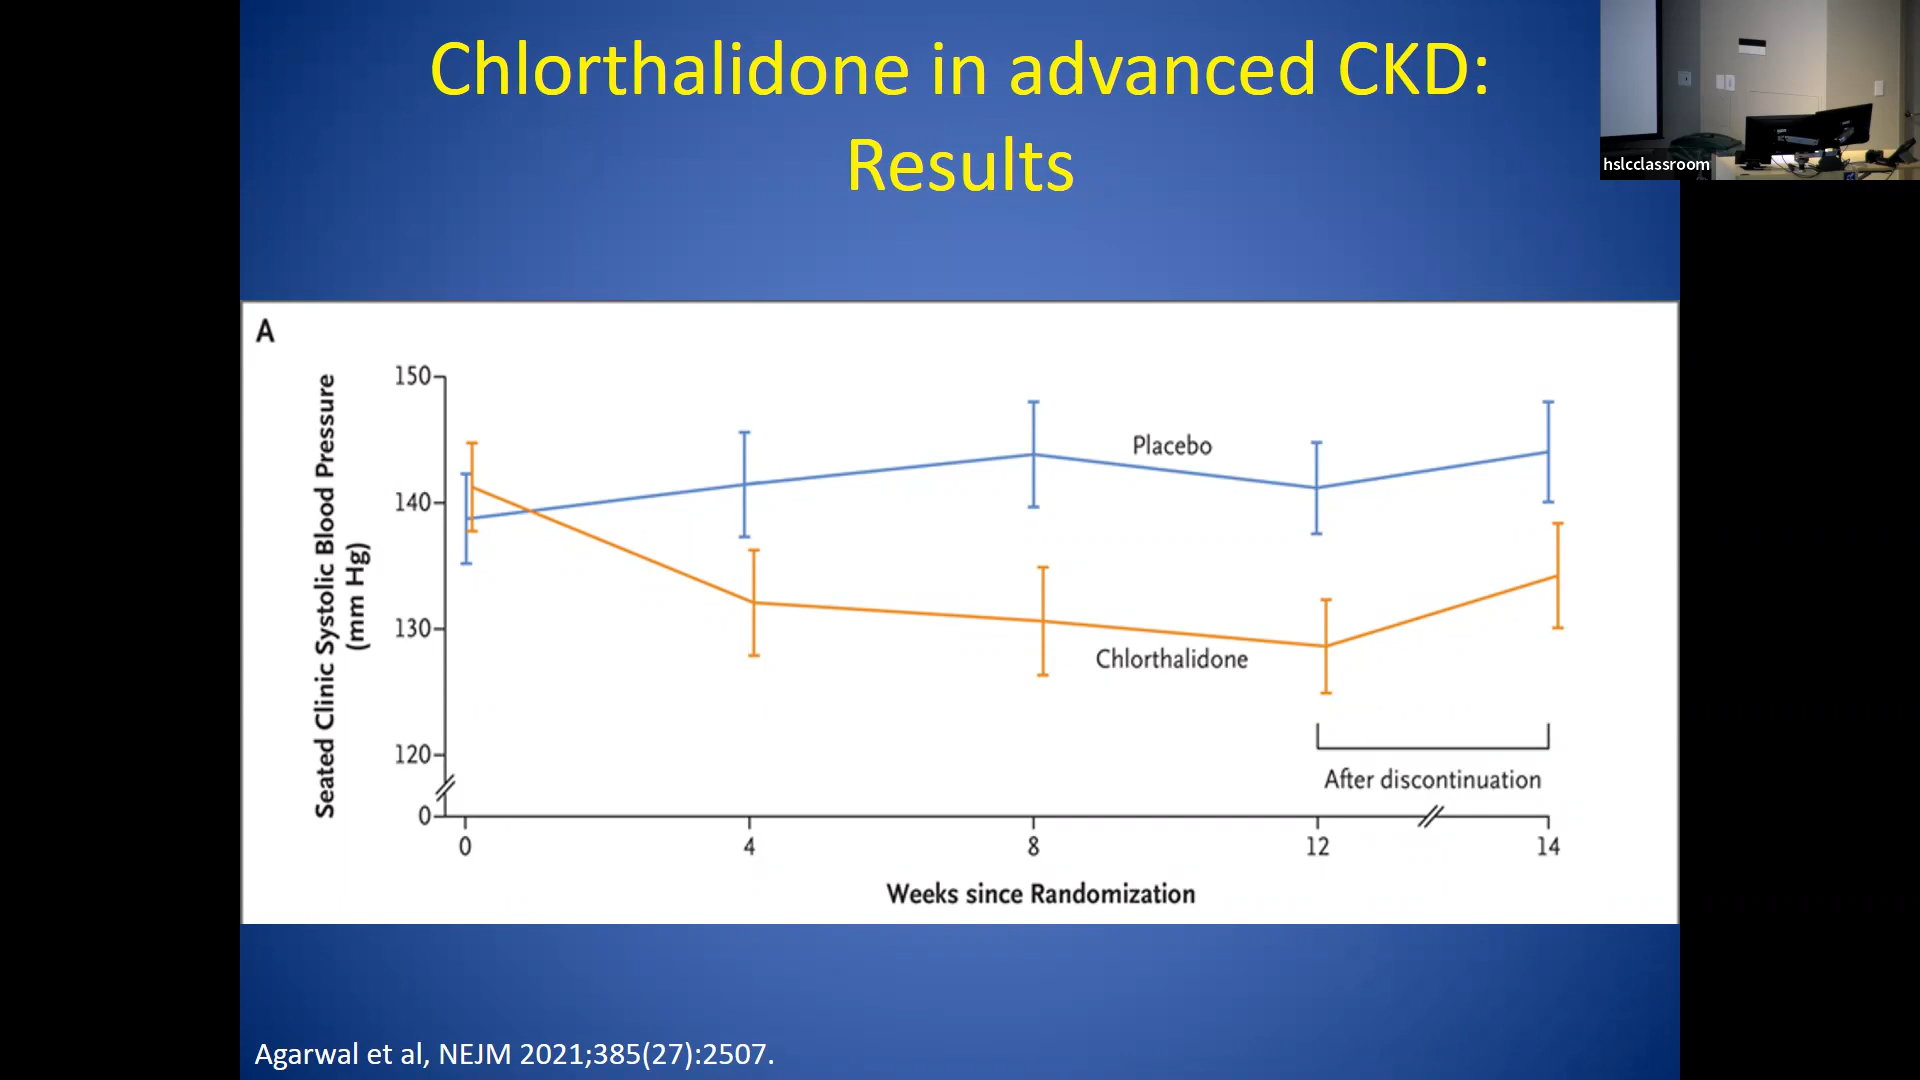 Chlorthalidone in advanced CKD:
Results
hslcclassroom
A
Seated Clinic Systolic Blood Pressure
(mm Hg)
150
140
130
120
0
Placebo
Chlorthalidone
After discontinuation
0 4 8 12 14
Weeks since Randomization
Agarwal et al, NEJM 2021;385(27):2507.